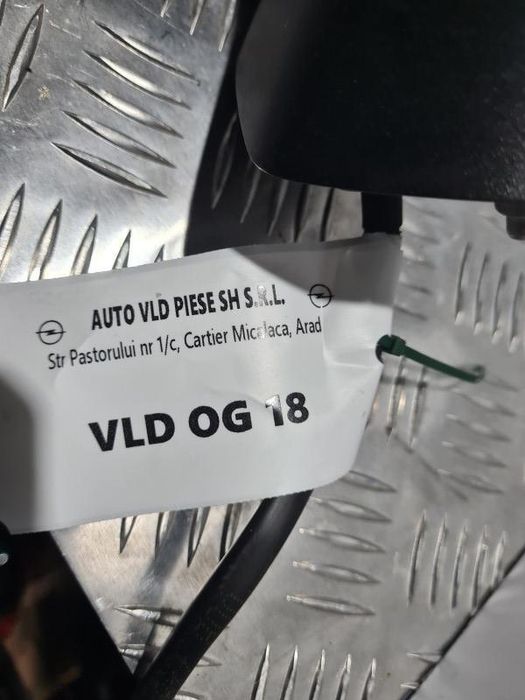 AUTO VLD PIESE SH S.R.L.
Str Pastorului nr 1/c, Cartier Micalaca, Arad
VLD OG 18